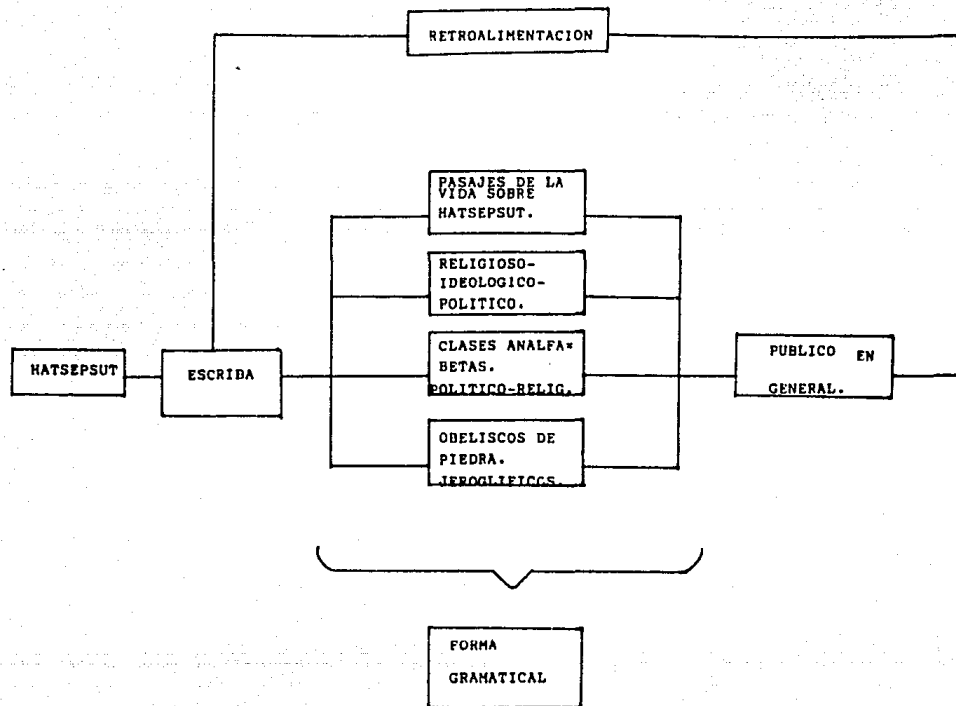 RETROALIMENTACION
PASAJES DE LA
VIDA SOBRE
HATSEPSUT.
RELIGIOSO-
IDEOLOGICO-
POLITICO.
HATSEPSUT
ESCRIBA
CLASES ANALFA*
BETAS.
POLITICO-RELIG.
PUBLICO EN
GENERAL.
OBELISCOS DE
PIEDRA.
JEROGLIFICOS.
FORMA
GRAMATICAL